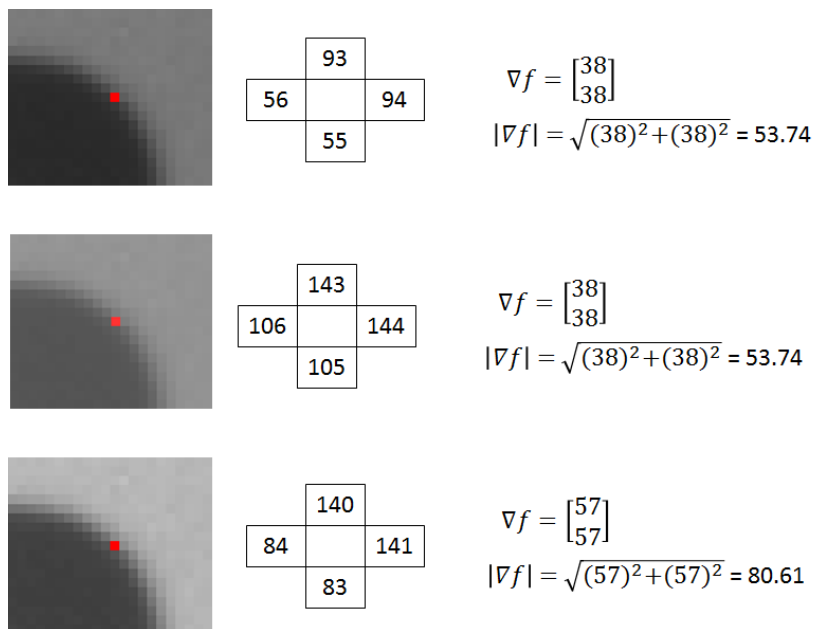 93
56 94
55
∇f = [38 38]
|∇f| = √(38)²+(38)² = 53.74
143
106 144
105
∇f = [38 38]
|∇f| = √(38)²+(38)² = 53.74
140
84 141
83
∇f = [57 57]
|∇f| = √(57)²+(57)² = 80.61